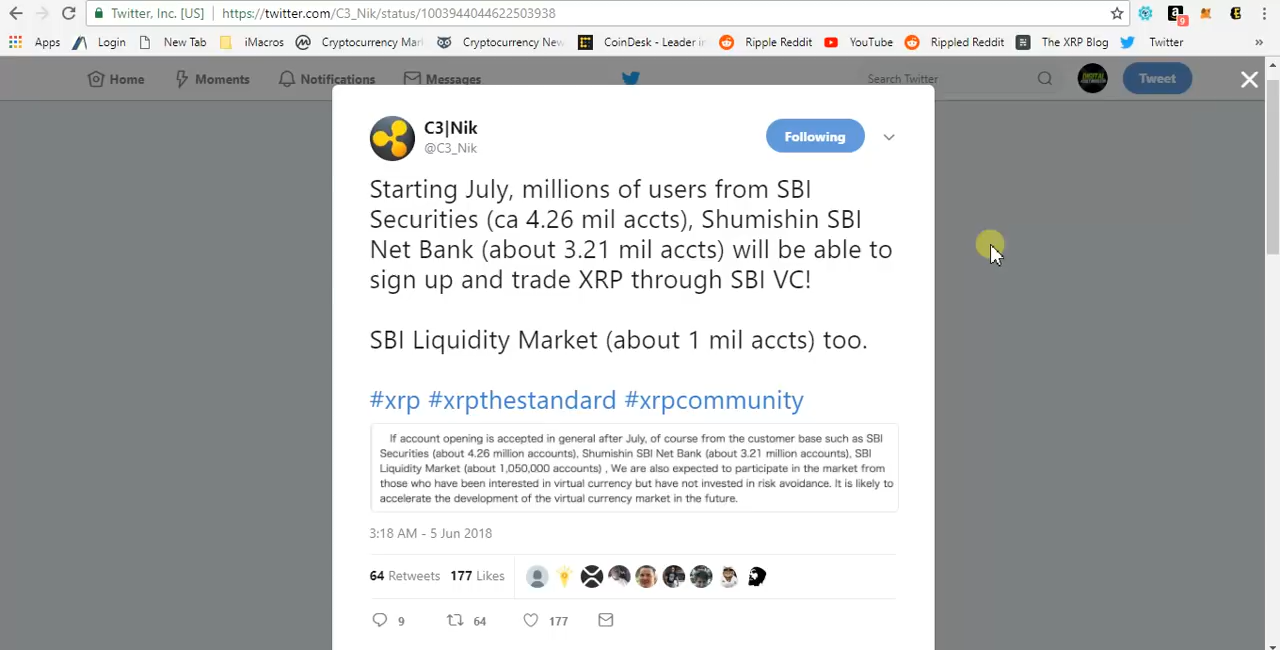 Twitter, Inc. [US]
https://twitter.com/C3_Nik/status/1003944044622503938
9
Apps
Login
New Tab
iMacros
Cryptocurrency Mar
Cryptocurrency New
CoinDesk - Leader i
Ripple Reddit
YouTube
Rippled Reddit
The XRP Blog
Twitter
»
Home
Moments
Notifications
Messages
Search Twitter
Tweet
C3|Nik
@C3_Nik
Following
Starting July, millions of users from SBI
Securities (ca 4.26 mil accts), Shumishin SBI
Net Bank (about 3.21 mil accts) will be able to
sign up and trade XRP through SBI VC!
SBI Liquidity Market (about 1 mil accts) too.
#xrp #xrpthestandard #xrpcommunity
If account opening is accepted in general after July, of course from the customer base such as SBI
Securities (about 4.26 million accounts), Shumishin SBI Net Bank (about 3.21 million accounts), SBI
Liquidity Market (about 1,050,000 accounts) , We are also expected to participate in the market from
those who have been interested in virtual currency but have not invested in risk avoidance. It is likely to
accelerate the development of the virtual currency market in the future.
3:18 AM - 5 Jun 2018
64 Retweets 177 Likes
9
64
177